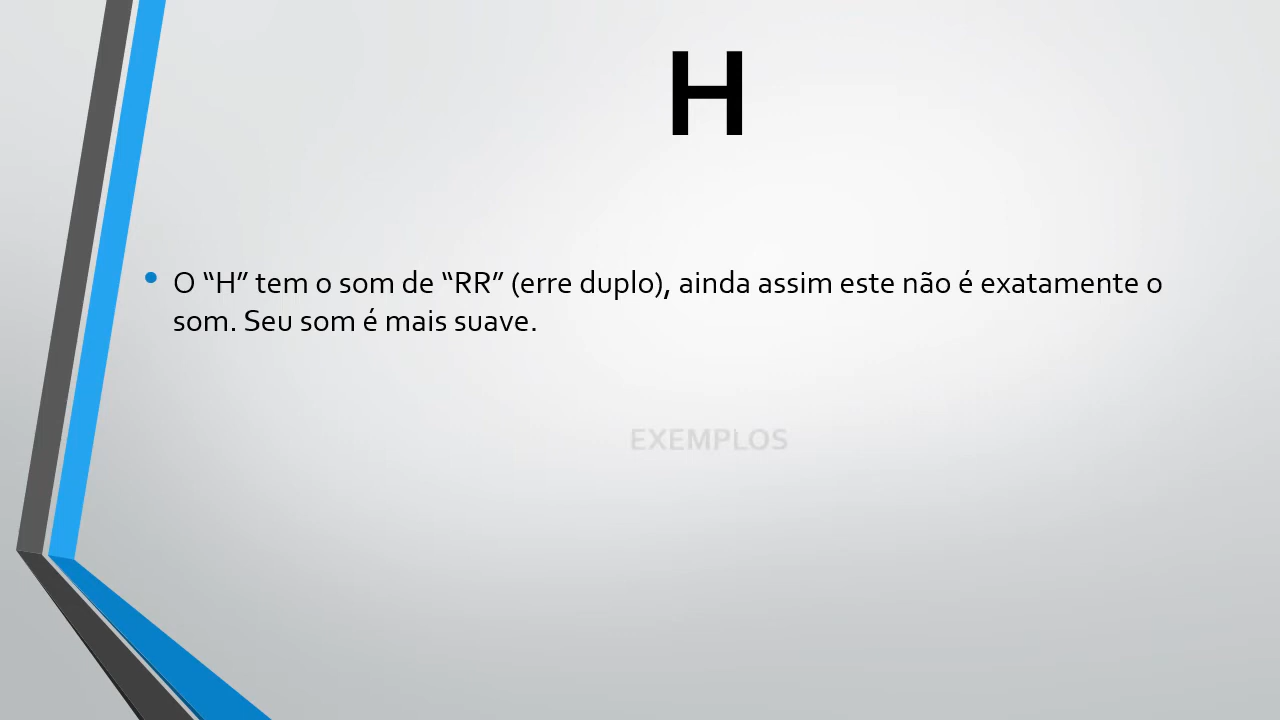 H
O “H” tem o som de “RR” (erre duplo), ainda assim este não é exatamente o
som. Seu som é mais suave.
EXEMPLOS